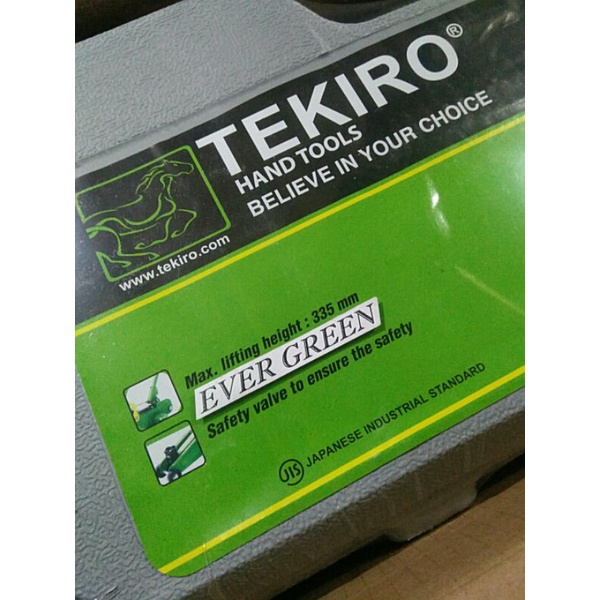 TEKIRO®
HAND TOOLS
BELIEVE IN YOUR CHOICE
www.tekiro.com
Max. lifting height : 335 mm
EVER GREEN
Safety valve to ensure the safety
JIS JAPANESE INDUSTRIAL STANDARD